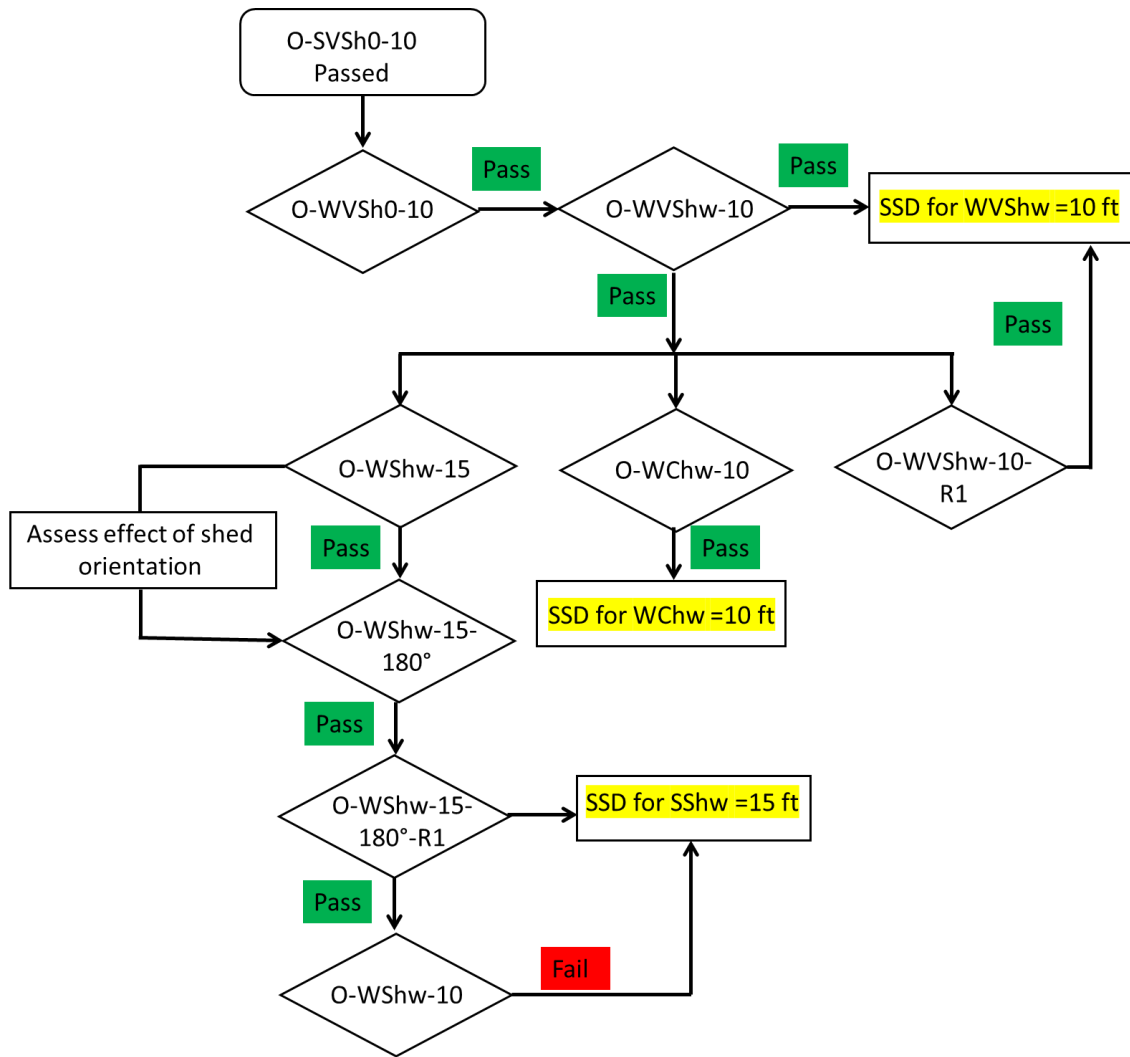 O-SVSh0-10
Passed
Pass
Pass
O-WVSh0-10
O-WVShw-10
SSD for WVShw =10 ft
Pass
Pass
O-WShw-15
O-WChw-10
O-WVShw-10-
R1
Assess effect of shed
orientation
Pass
Pass
SSD for WChw =10 ft
O-WShw-15-
180°
Pass
O-WShw-15-
180°-R1
SSD for SShw =15 ft
Pass
O-WShw-10
Fail